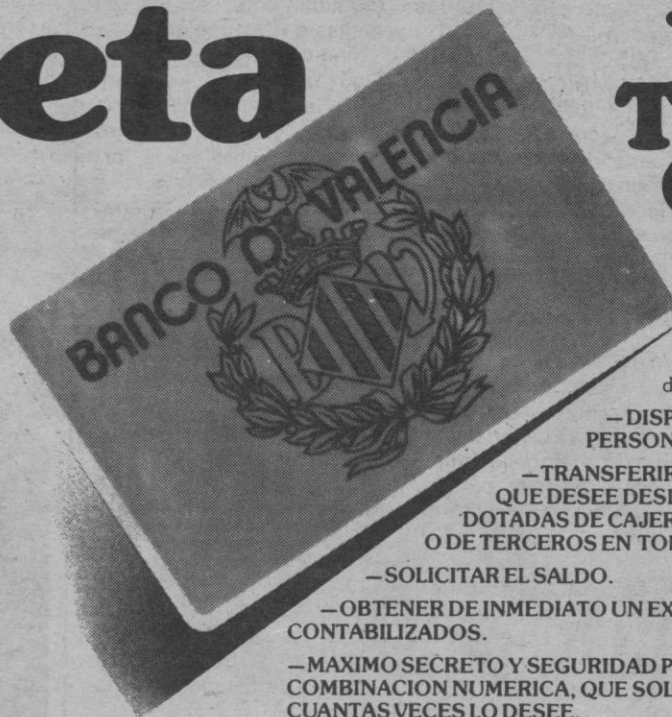 eta
BANCO DE VALENCIA
—DISP
PERSON
—TRANSFERIR
QUE DESEE DES
DOTADAS DE CAJER
O DE TERCEROS EN TO
—SOLICITAR EL SALDO.
—OBTENER DE INMEDIATO UN EX
CONTABILIZADOS.
—MAXIMO SECRETO Y SEGURIDAD P
COMBINACION NUMERICA, QUE SOL
CUANTAS VECES LO DESEE.